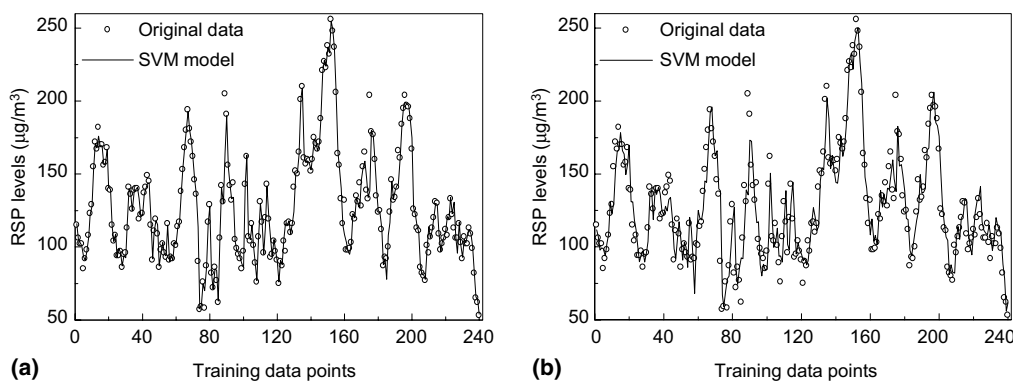 250
200
150
100
50
RSP levels (μg/m³)
Original data
SVM model
0
40
80
120
160
200
240
Training data points
(a)
250
200
150
100
50
RSP levels (μg/m³)
Original data
SVM model
0
40
80
120
160
200
240
Training data points
(b)